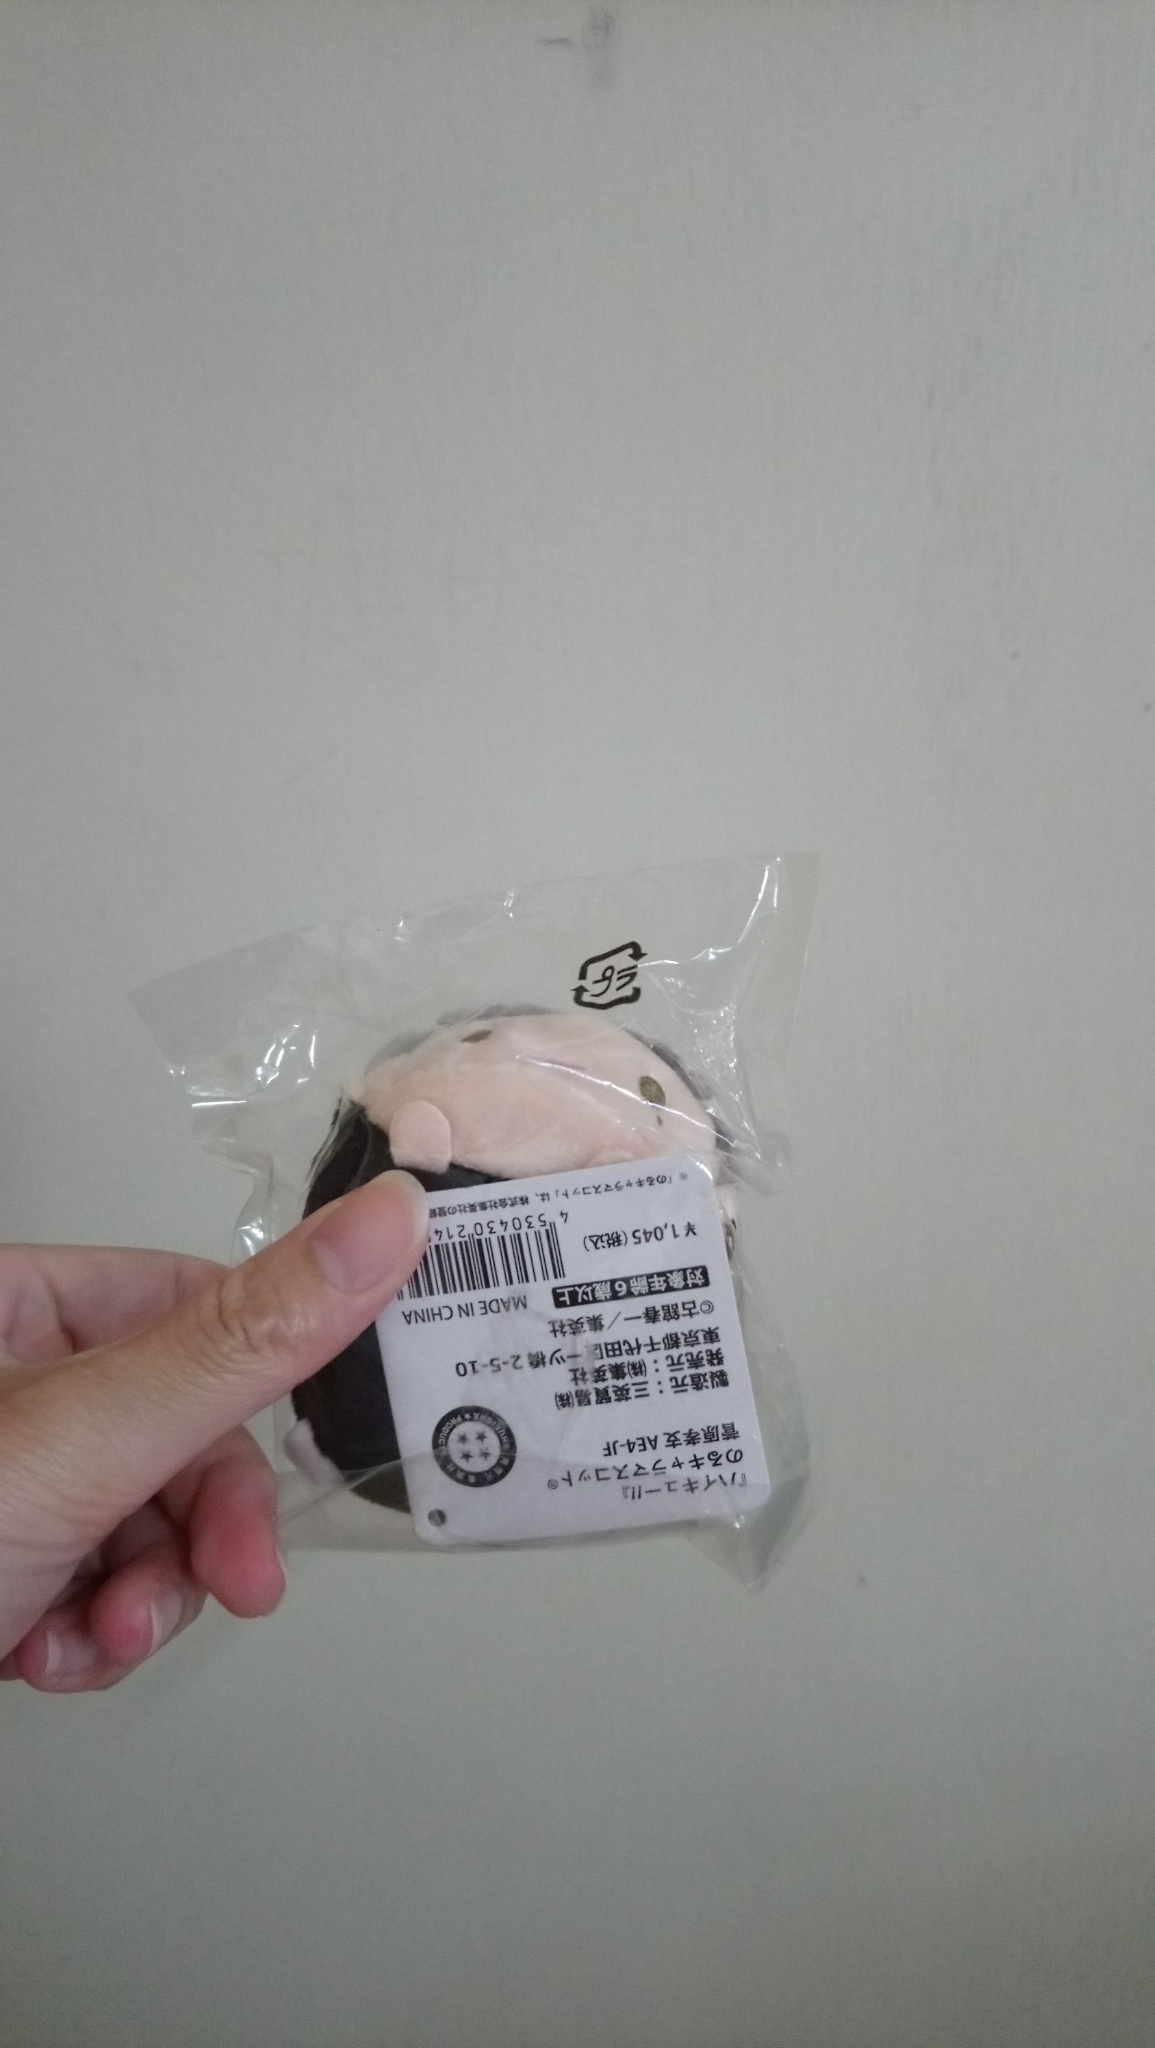 『ハイキュー!!』
のるキャラマスコット®
菅原孝支 AE4-JF
製造元：三英貿易㈱
発売元：㈱集英社
東京都千代田区一ツ橋 2-5-10
©古舘春一／集英社
対象年齢６歳以上
MADE IN CHINA
¥1,045 (税込)
4 530430 214
※「のるキャラマスコット」は、株式会社集英社の登録
プラ